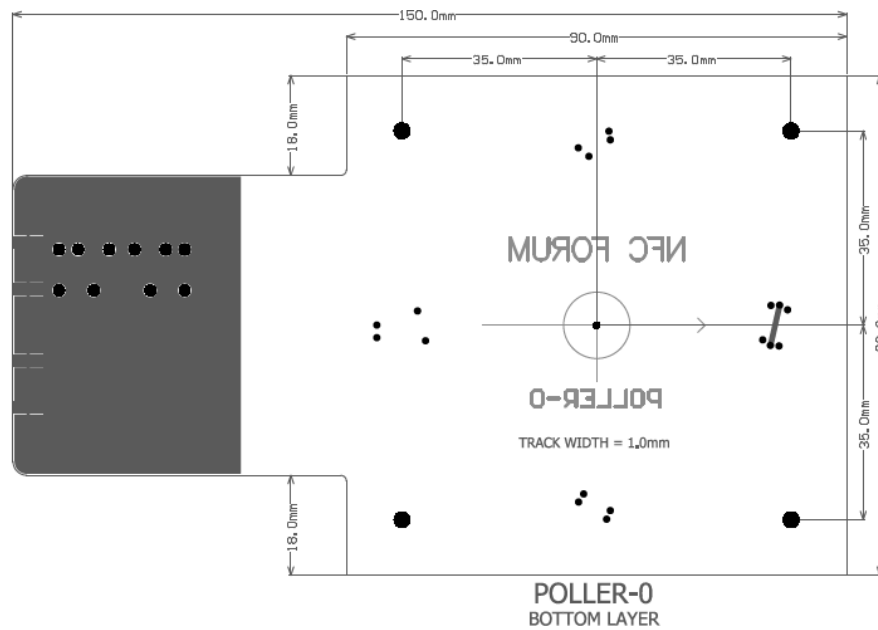 150.0mm
90.0mm
35.0mm 35.0mm
18.0mm
35.0mm
NFC FORUM
POLLER-0
35.0mm
TRACK WIDTH = 1.0mm
18.0mm
POLLER-0
BOTTOM LAYER